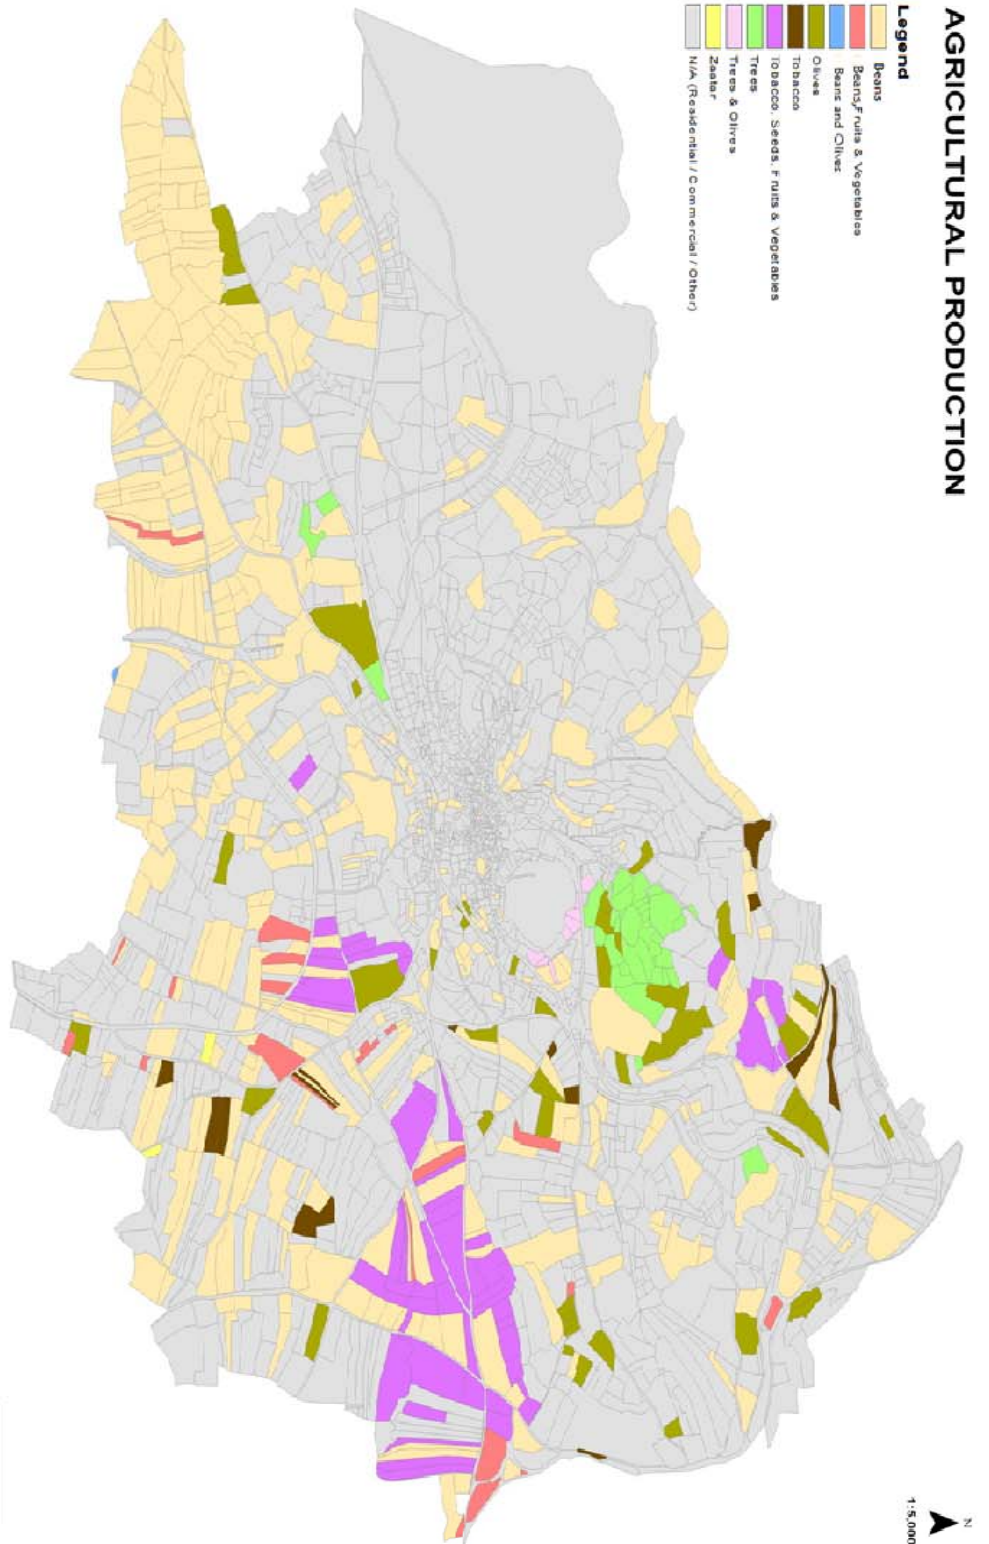 AGRICULTURAL PRODUCTION
Legend
Beans
Beans,Fruits & Vegetables
Beans and Olives
Olives
Tobacco
Tobacco, Seeds, Fruits & Vegetables
Trees
Trees & Olives
Zaatar
N/A (Residential / Commercial / Other)
N
1:5,000